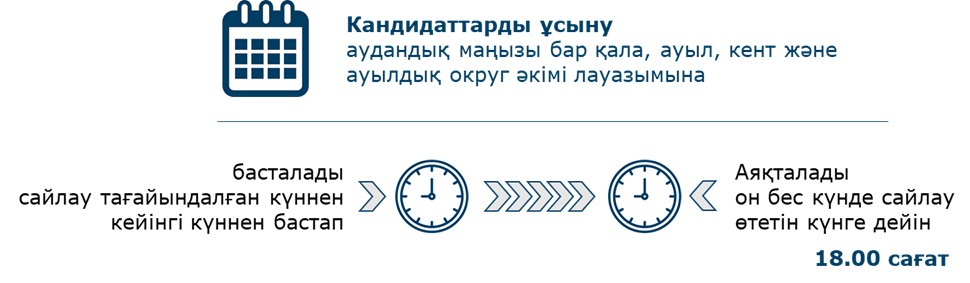 Кандидаттарды ұсыну
аудандық маңызы бар қала, ауыл, кент және
ауылдық округ әкімі лауазымына
басталады
сайлау тағайындалған күннен
кейінгі күннен бастап
Аяқталады
он бес күнде сайлау
өтетін күнге дейін
18.00 сағат